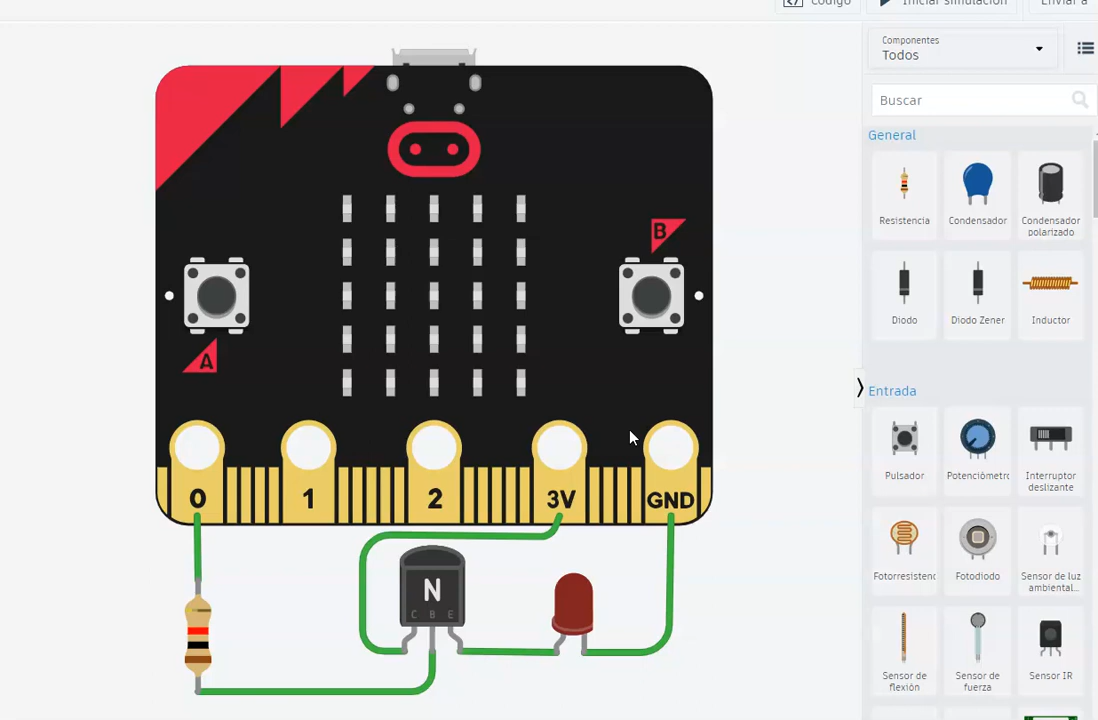 Código
Iniciar simulación
Enviar a
Componentes
Todos
Buscar
General
Resistencia
Condensador
Condensador
polarizado
Diodo
Diodo Zener
Inductor
Entrada
Pulsador
Potenciómetro
Interruptor
deslizante
Fotorresistenc
Fotodiodo
Sensor de luz
ambiental...
Sensor de
flexión
Sensor de
fuerza
Sensor IR
B
A
0
1
2
3V
GND
N
C B E